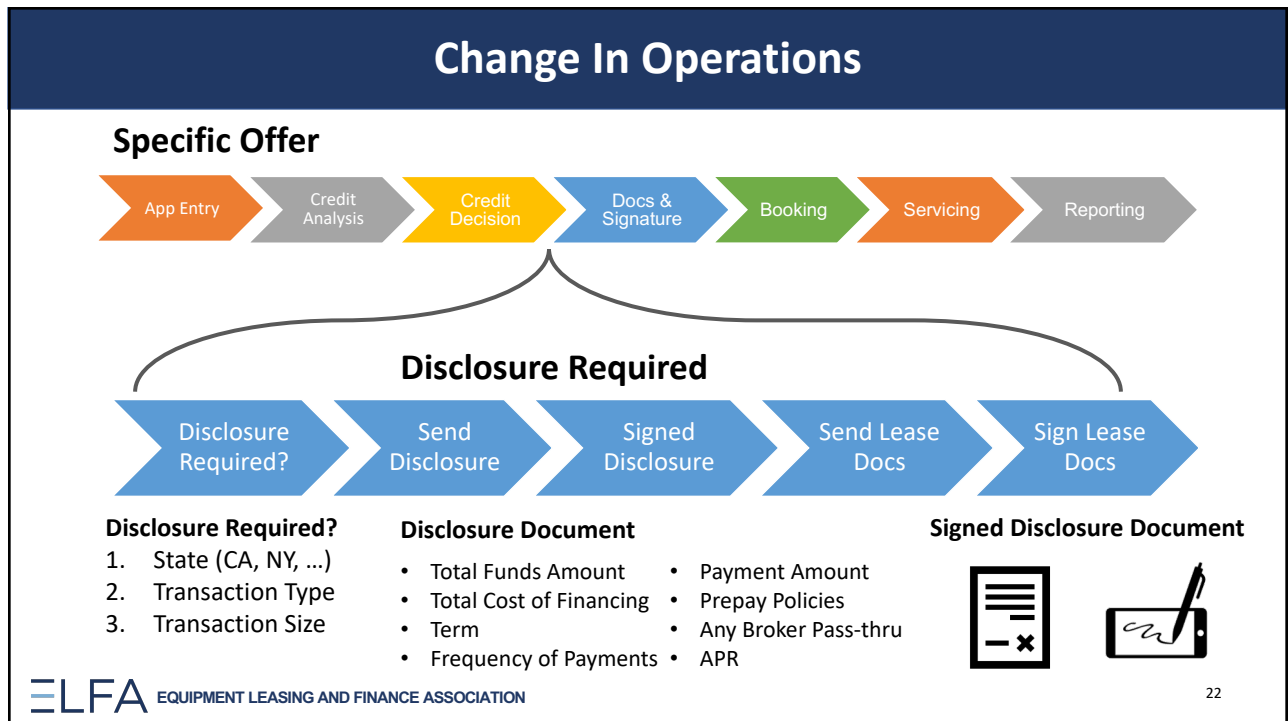 Change In Operations
Specific Offer
App Entry
Credit
Analysis
Credit
Decision
Docs &
Signature
Booking
Servicing
Reporting
Disclosure Required
Disclosure
Required?
Send
Disclosure
Signed
Disclosure
Send Lease
Docs
Sign Lease
Docs
Disclosure Required?
1. State (CA, NY, …)
2. Transaction Type
3. Transaction Size
Disclosure Document
• Total Funds Amount
• Total Cost of Financing
• Term
• Frequency of Payments
• Payment Amount
• Prepay Policies
• Any Broker Pass-thru
• APR
Signed Disclosure Document
ELFA EQUIPMENT LEASING AND FINANCE ASSOCIATION
22